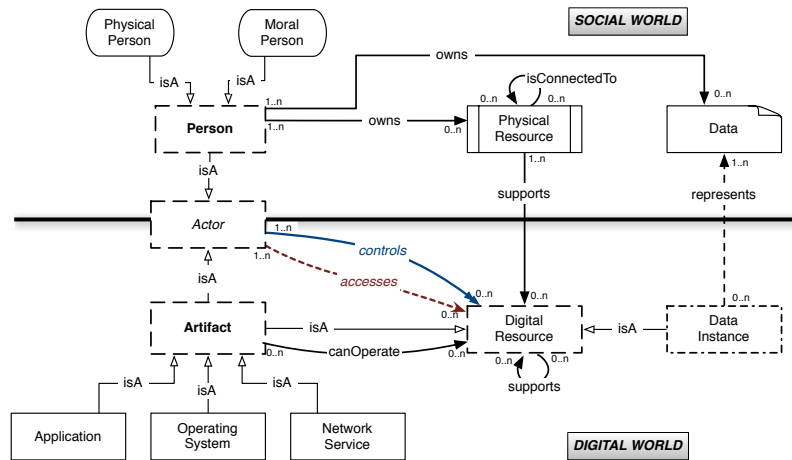 Physical
Person
Moral
Person
SOCIAL WORLD
owns
isA
isA
isConnectedTo
1..n
0..n
0..n
0..n
Person
1..n
owns
0..n
Physical
Resource
Data
isA
1..n
1..n
supports
represents
Actor
1..n
controls
1..n
accesses
isA
0..n
0..n
0..n
0..n
Artifact
isA
Digital
Resource
isA
Data
Instance
0..n
canOperate
0..n
0..n
0..n
isA
isA
isA
supports
Application
Operating
System
Network
Service
DIGITAL WORLD